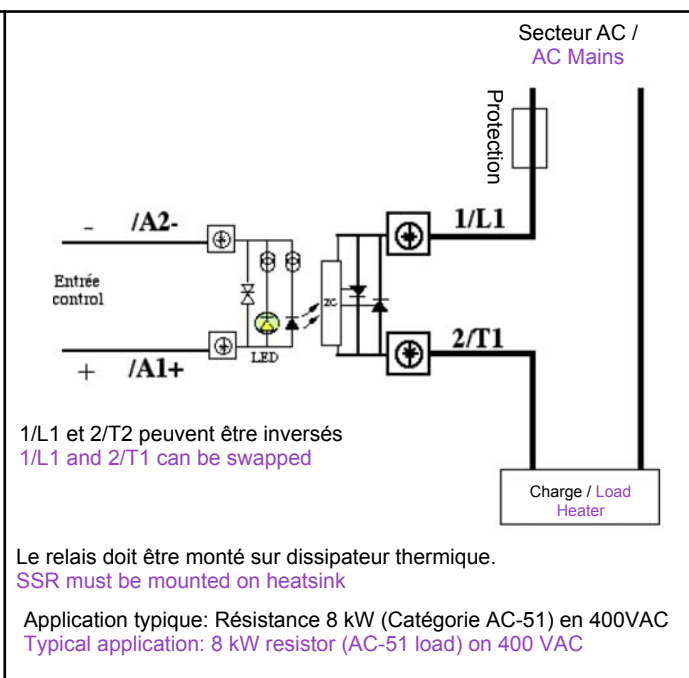 Secteur AC /
AC Mains
Protection
- /A2-
1/L1
Entrée
control
ZC
LED
+ /A1+
2/T1
1/L1 et 2/T2 peuvent être inversés
1/L1 and 2/T1 can be swapped
Charge / Load
Heater
Le relais doit être monté sur dissipateur thermique.
SSR must be mounted on heatsink
Application typique: Résistance 8 kW (Catégorie AC-51) en 400VAC
Typical application: 8 kW resistor (AC-51 load) on 400 VAC